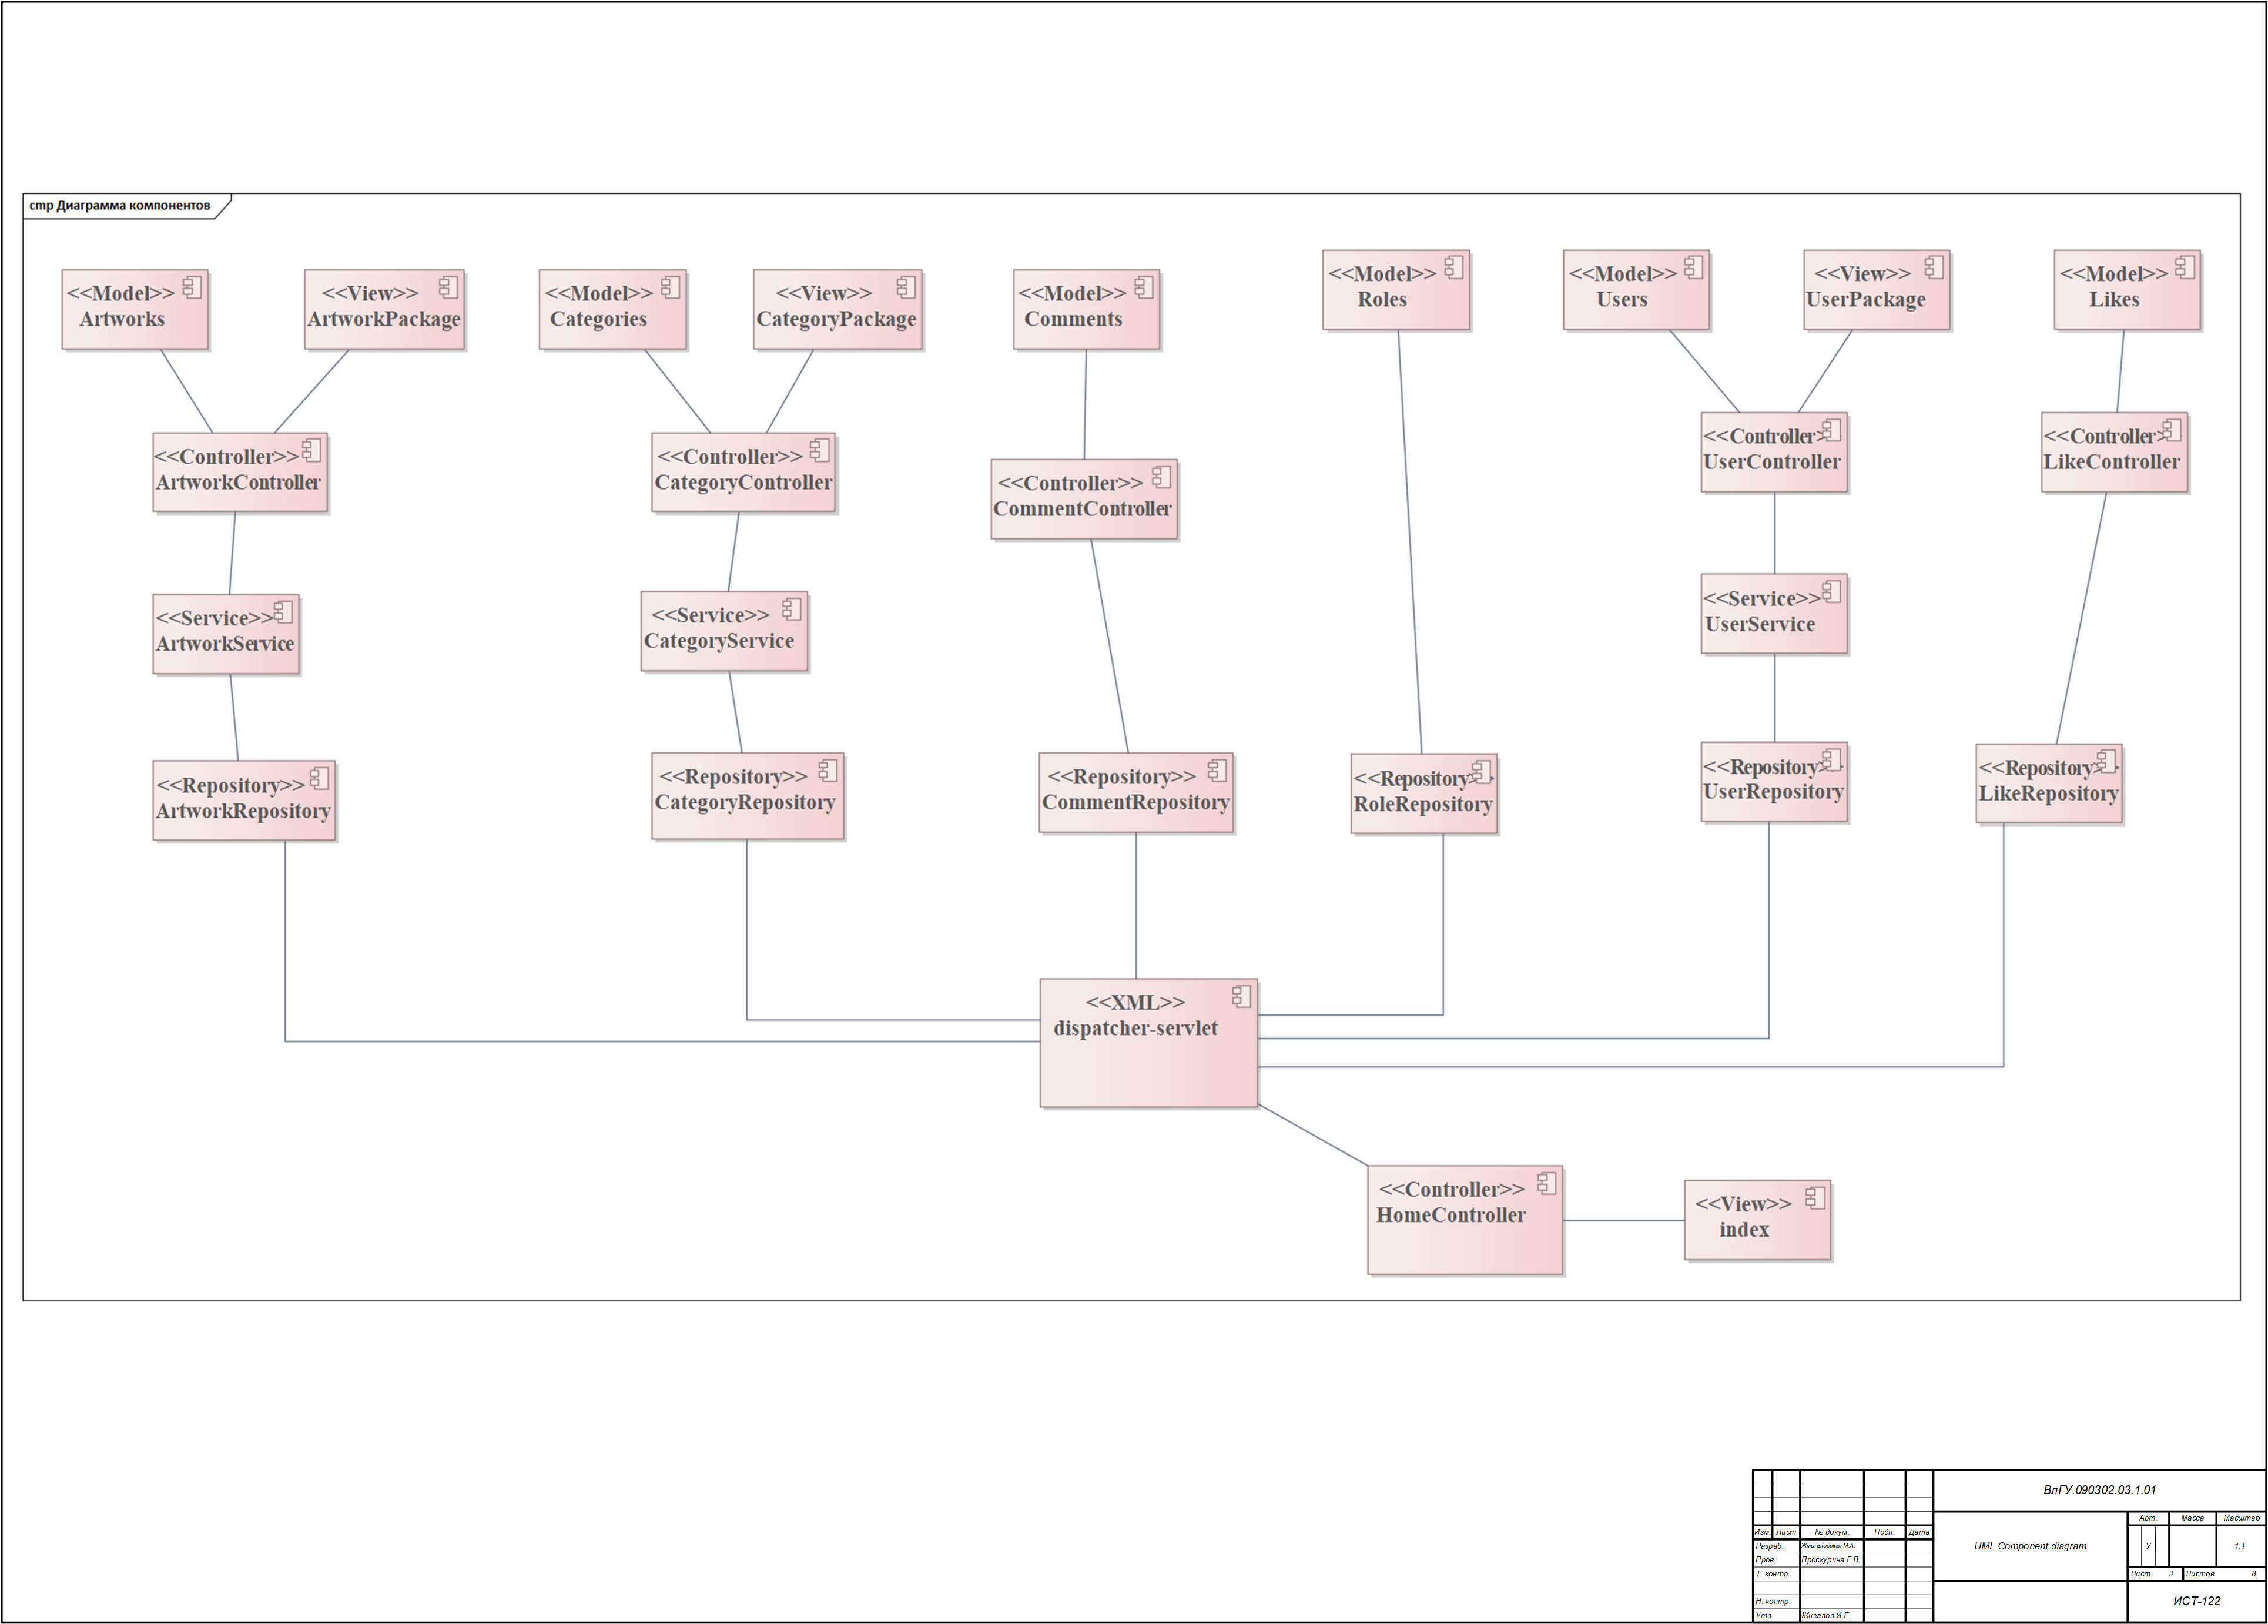 cmp Диаграмма компонентов
<<Model>>
Artworks
<<View>>
ArtworkPackage
<<Model>>
Categories
<<View>>
CategoryPackage
<<Model>>
Comments
<<Model>>
Roles
<<Model>>
Users
<<View>>
UserPackage
<<Model>>
Likes
<<Controller>>
ArtworkController
<<Controller>>
CategoryController
<<Controller>>
CommentController
<<Controller>
UserController
<<Controller>
LikeController
<<Service>>
ArtworkService
<<Service>>
CategoryService
<<Service>>
UserService
<<Repository>>
ArtworkRepository
<<Repository>>
CategoryRepository
<<Repository>>
CommentRepository
<<Repository>>
RoleRepository
<<Repository>>
UserRepository
<<Repository>>
LikeRepository
<<XML>>
dispatcher-servlet
<<Controller>>
HomeController
<<View>>
index
ВлГУ.090302.03.1.01
Изм. Лист № докум. Подп. Дата
Разраб. Жминьковская М.А.
Пров. Проскурина Г.В.
Т. контр.
Н. контр.
Утв. Жигалов И.Е.
UML Component diagram
Арт. Масса Масштаб
У 1:1
Лист 3 Листов 8
ИСТ-122